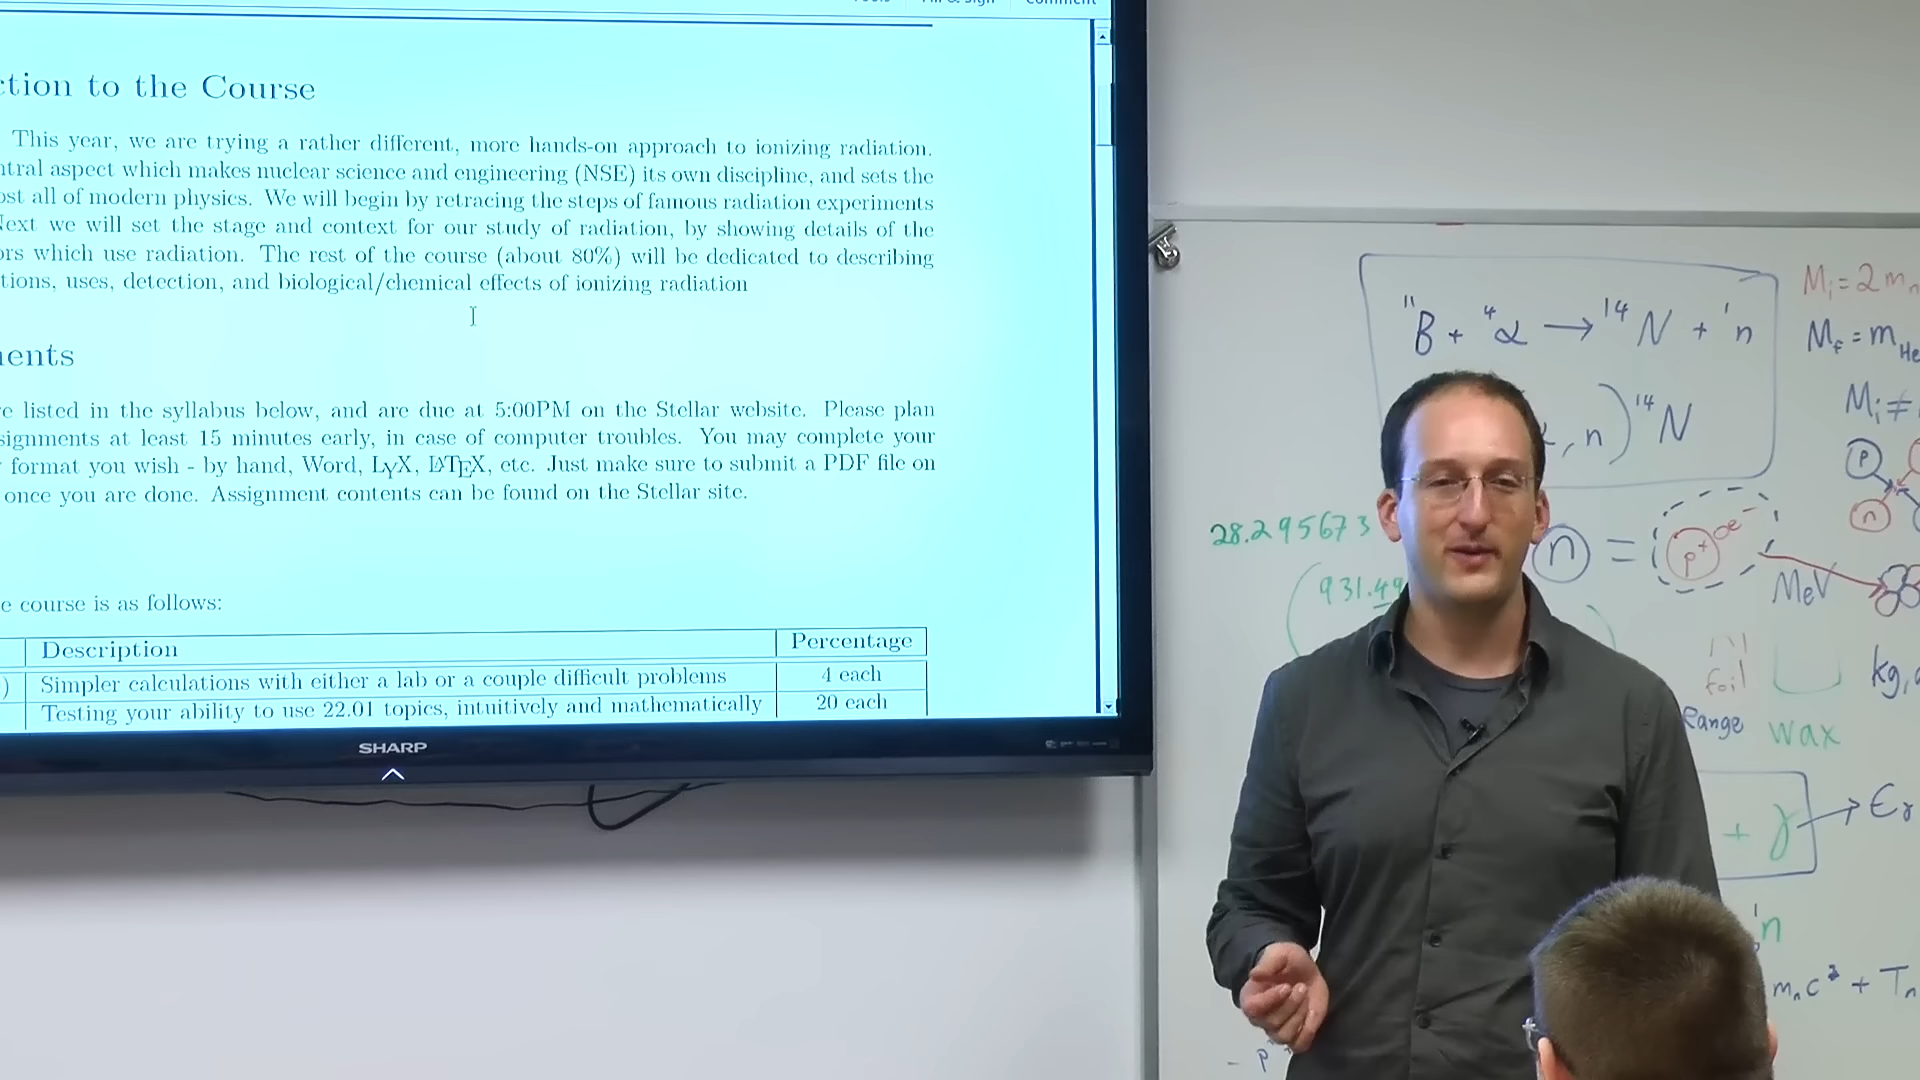 Comment
ction to the Course
This year, we are trying a rather different, more hands-on approach to ionizing radiation.
ntral aspect which makes nuclear science and engineering (NSE) its own discipline, and sets the
ost all of modern physics. We will begin by retracing the steps of famous radiation experiments
Next we will set the stage and context for our study of radiation, by showing details of the
ors which use radiation. The rest of the course (about 80%) will be dedicated to describing
tions, uses, detection, and biological/chemical effects of ionizing radiation
ents
e listed in the syllabus below, and are due at 5:00PM on the Stellar website. Please plan
signments at least 15 minutes early, in case of computer troubles. You may complete your
format you wish - by hand, Word, LyX, LATEX, etc. Just make sure to submit a PDF file on
once you are done. Assignment contents can be found on the Stellar site.
e course is as follows:
Description Percentage
) Simpler calculations with either a lab or a couple difficult problems 4 each
Testing your ability to use 22.01 topics, intuitively and mathematically 20 each
SHARP
¹¹B + ⁴α → ¹⁴N + ¹n
, n)¹⁴N
Mi = 2mn
Mf = mHe
Mi ≠
p
n
28.295673
n = p⁺ e⁻
931.49
MeV
foil
kg,
Range wax
+ γ → Eγ
¹n
mnc² + Tn